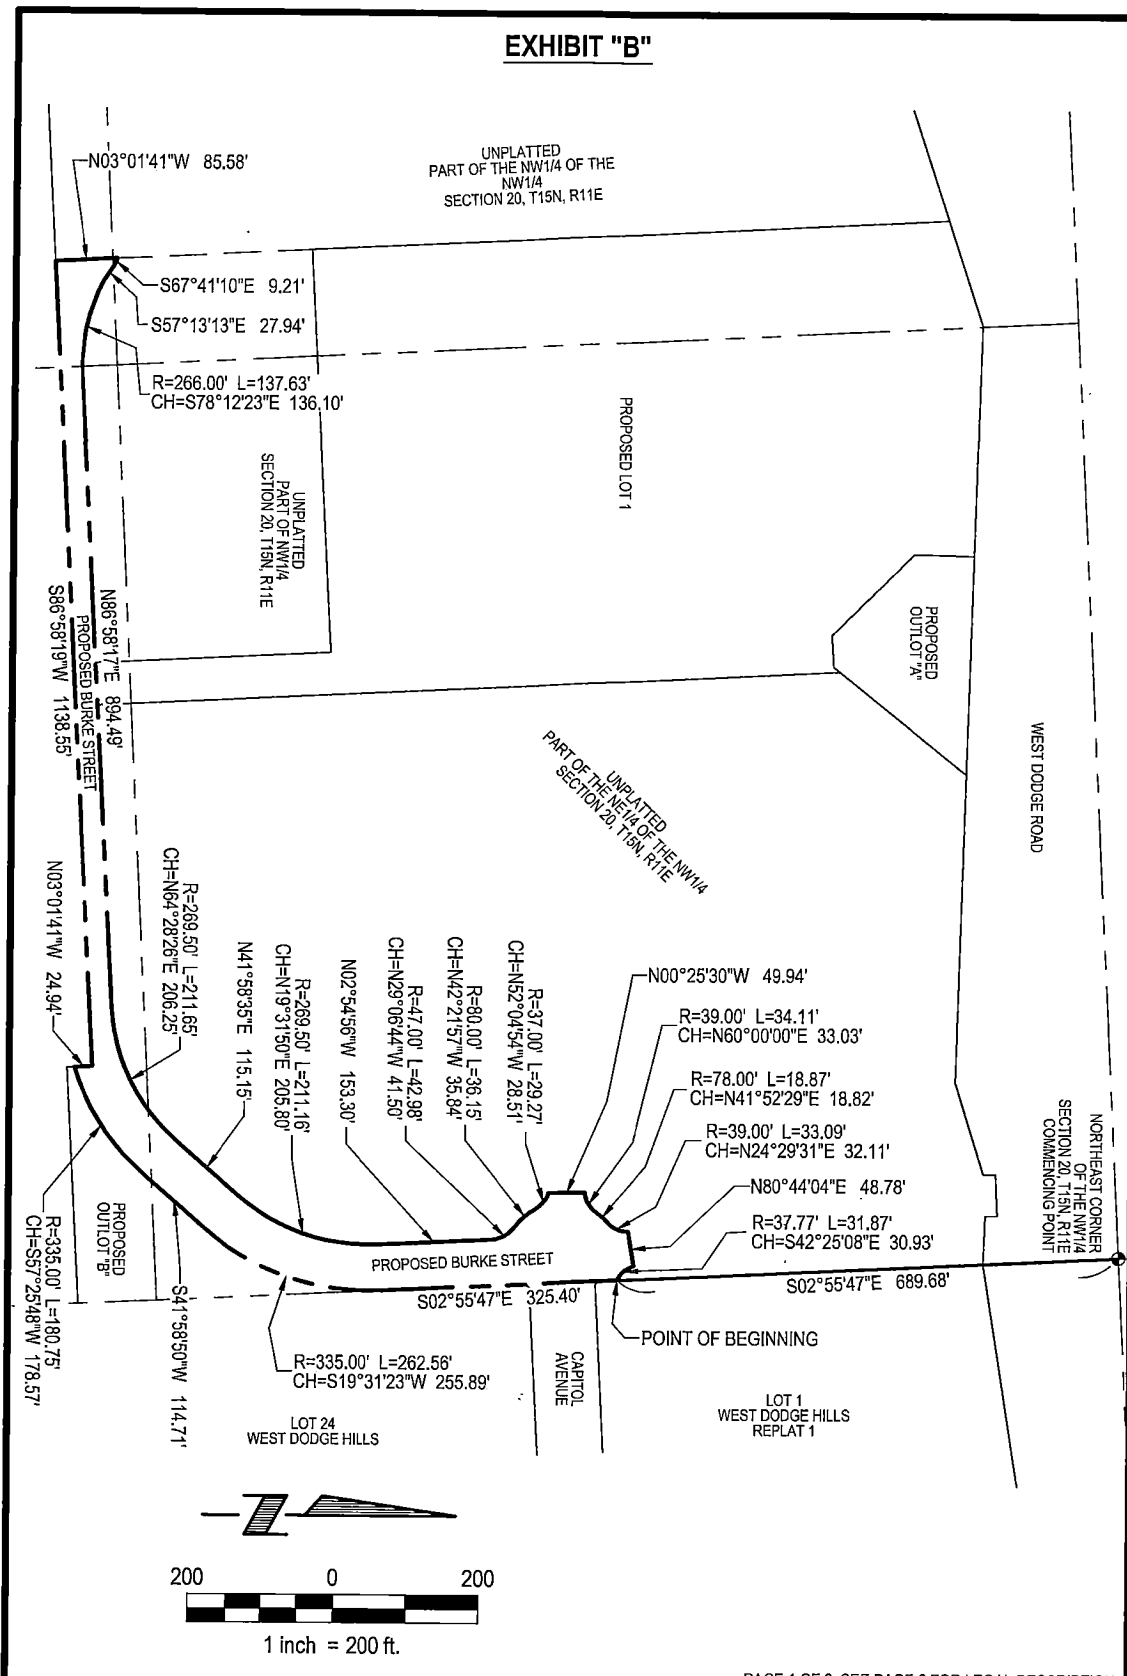 EXHIBIT "B"
N03°01'41"W 85.58'
UNPLATTED
PART OF THE NW1/4 OF THE
NW1/4
SECTION 20, T15N, R11E
S67°41'10"E 9.21'
S57°13'13"E 27.94'
R=266.00' L=137.63'
CH=S78°12'23"E 136.10'
UNPLATTED
PART OF NW1/4
SECTION 20, T15N, R11E
PROPOSED LOT 1
PROPOSED
OUTLOT "A"
WEST DODGE ROAD
N86°58'17"E 894.49'
PROPOSED BURKE STREET
S86°58'19"W 1138.55'
UNPLATTED
PART OF THE NE1/4 OF THE NW1/4
SECTION 20, T15N, R11E
N03°01'41"W 24.94'
R=269.50' L=211.65'
CH=N64°28'26"E 206.25'
N41°58'35"E 115.15'
R=269.50' L=211.16'
CH=N19°31'50"E 205.80'
N02°54'56"W 153.30'
R=47.00' L=42.98'
CH=N29°06'44"W 41.50'
R=80.00' L=36.15'
CH=N42°21'57"W 35.84'
R=37.00' L=29.27'
CH=N52°04'54"W 28.51'
N00°25'30"W 49.94'
R=39.00' L=34.11'
CH=N60°00'00"E 33.03'
R=78.00' L=18.87'
CH=N41°52'29"E 18.82'
R=39.00' L=33.09'
CH=N24°29'31"E 32.11'
N80°44'04"E 48.78'
R=37.77' L=31.87'
CH=S42°25'08"E 30.93'
NORTHEAST CORNER
OF THE NW1/4
SECTION 20, T15N, R11E
COMMENCING POINT
S02°55'47"E 689.68'
PROPOSED BURKE STREET
S02°55'47"E 325.40'
POINT OF BEGINNING
PROPOSED
OUTLOT "B"
R=335.00' L=180.75'
CH=S57°25'48"W 178.57'
S41°58'50"W 114.71'
R=335.00' L=262.56'
CH=S19°31'23"W 255.89'
CAPITOL
AVENUE
LOT 24
WEST DODGE HILLS
LOT 1
WEST DODGE HILLS
REPLAT 1
200 0 200
1 inch = 200 ft.